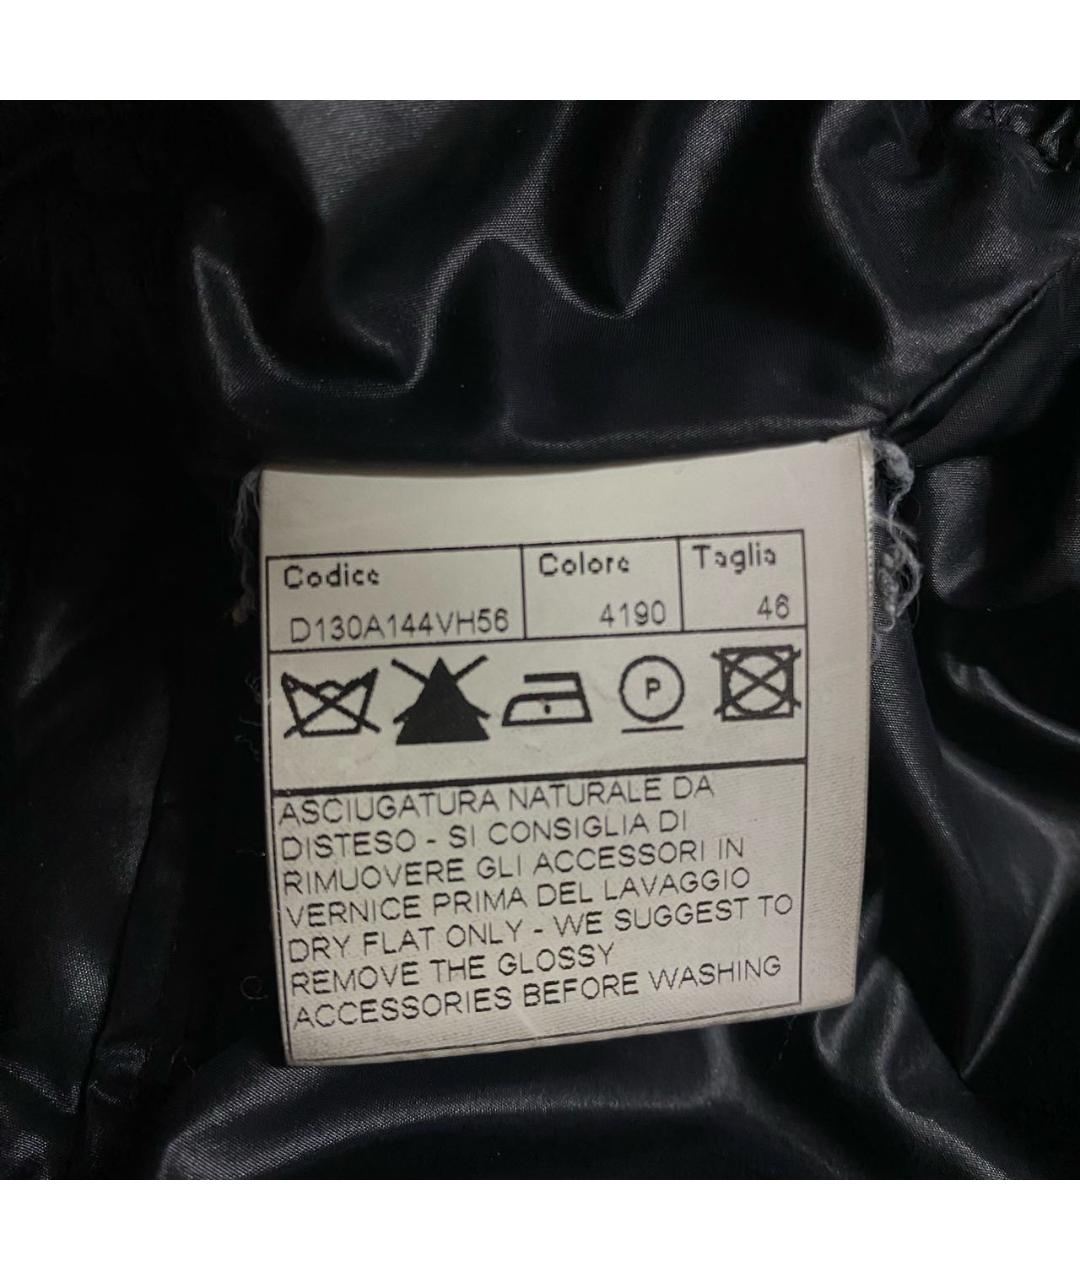 Codice Colore Taglia
D130A144VH56 4190 46
P
ASCIUGATURA NATURALE DA
DISTESO - SI CONSIGLIA DI
RIMUOVERE GLI ACCESSORI IN
VERNICE PRIMA DEL LAVAGGIO
DRY FLAT ONLY - WE SUGGEST TO
REMOVE THE GLOSSY
ACCESSORIES BEFORE WASHING